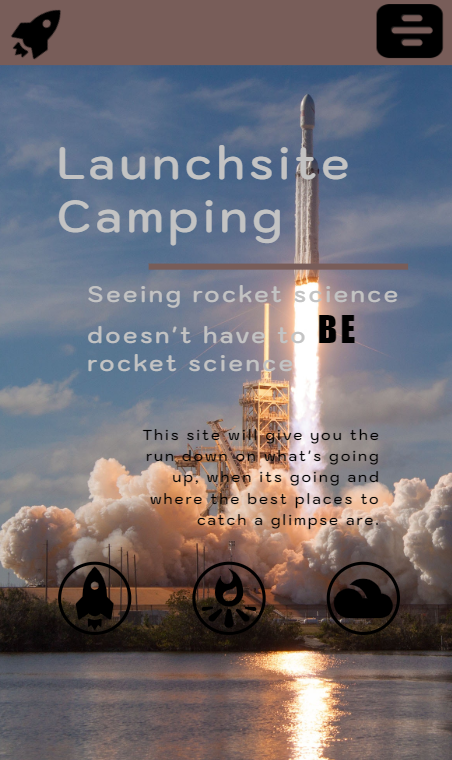 Launchsite
Camping
Seeing rocket science
doesn't have to BE
rocket science
This site will give you the
run down on what's going
up, when its going and
where the best places to
catch a glimpse are.